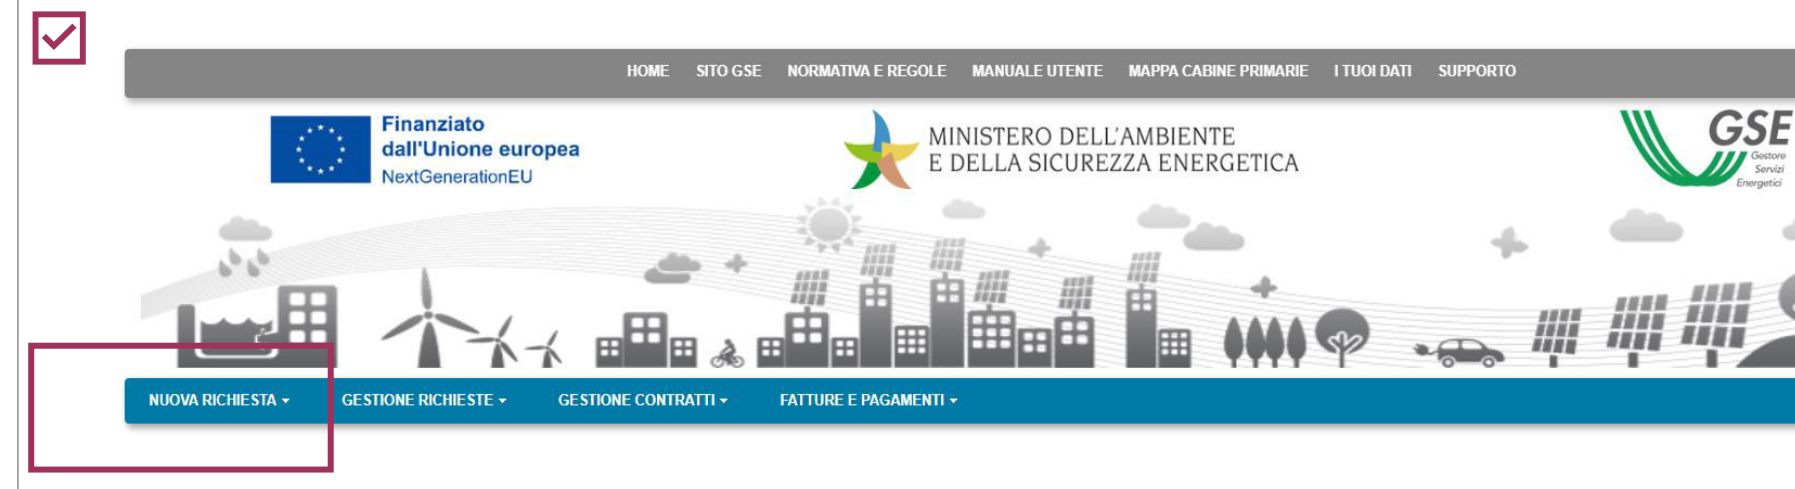 HOME SITO GSE NORMATIVA E REGOLE MANUALE UTENTE MAPPA CABINE PRIMARIE I TUOI DATI SUPPORTO
Finanziato
dall'Unione europea
NextGenerationEU
MINISTERO DELL'AMBIENTE
E DELLA SICUREZZA ENERGETICA
GSE
Gestore
Servizi
Energetici
NUOVA RICHIESTA GESTIONE RICHIESTE GESTIONE CONTRATTI FATTURE E PAGAMENTI